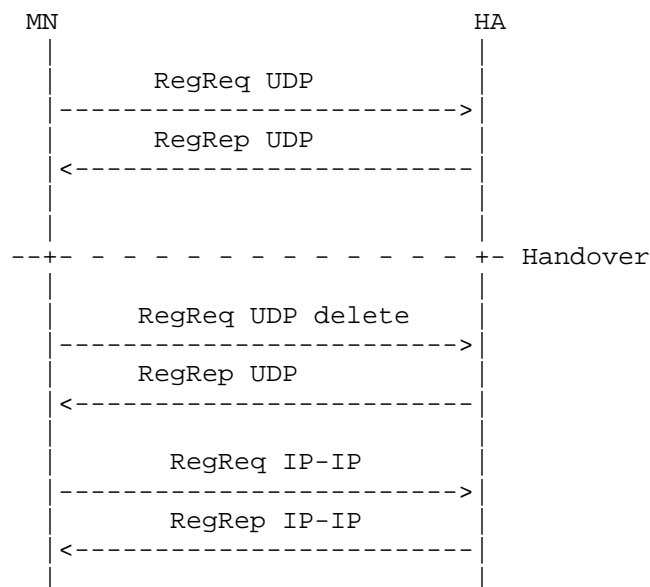 MN HA
RegReq UDP
RegRep UDP
Handover
RegReq UDP delete
RegRep UDP
RegReq IP-IP
RegRep IP-IP